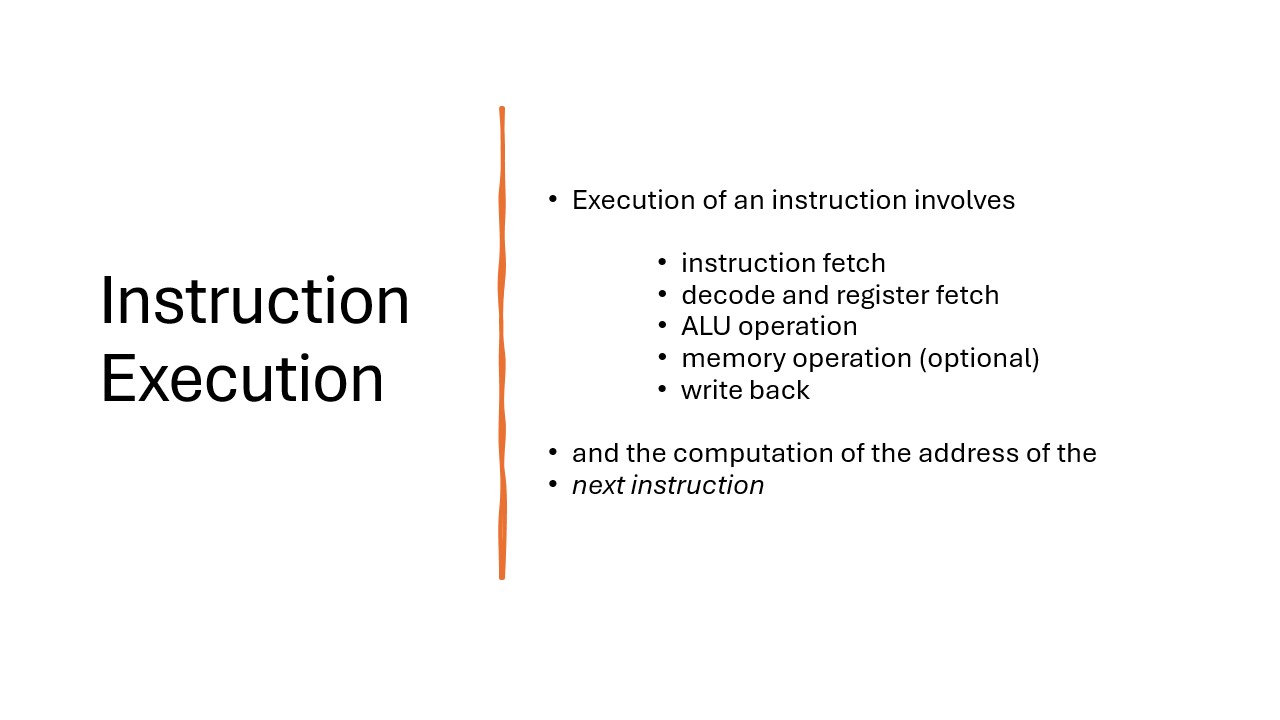 Instruction
Execution
• Execution of an instruction involves
• instruction fetch
• decode and register fetch
• ALU operation
• memory operation (optional)
• write back
• and the computation of the address of the
• next instruction